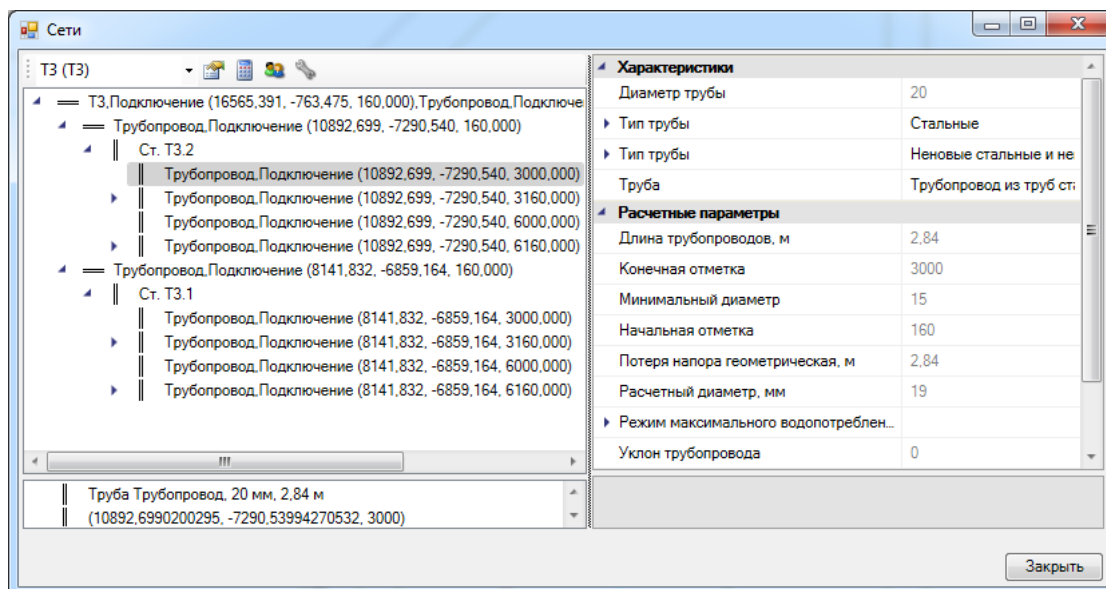 Сети
Т3 (Т3)
Т3,Подключение (16565,391, -763,475, 160,000),Трубопровод,Подключе
Трубопровод,Подключение (10892,699, -7290,540, 160,000)
Ст. Т3.2
Трубопровод,Подключение (10892,699, -7290,540, 3000,000)
Трубопровод,Подключение (10892,699, -7290,540, 3160,000)
Трубопровод,Подключение (10892,699, -7290,540, 6000,000)
Трубопровод,Подключение (10892,699, -7290,540, 6160,000)
Трубопровод,Подключение (8141,832, -6859,164, 160,000)
Ст. Т3.1
Трубопровод,Подключение (8141,832, -6859,164, 3000,000)
Трубопровод,Подключение (8141,832, -6859,164, 3160,000)
Трубопровод,Подключение (8141,832, -6859,164, 6000,000)
Трубопровод,Подключение (8141,832, -6859,164, 6160,000)
Труба Трубопровод, 20 мм, 2,84 м
(10892,6990200295, -7290,53994270532, 3000)
Характеристики
Диаметр трубы 20
Тип трубы Стальные
Тип трубы Неновые стальные и не
Труба Трубопровод из труб ста
Расчетные параметры
Длина трубопроводов, м 2,84
Конечная отметка 3000
Минимальный диаметр 15
Начальная отметка 160
Потеря напора геометрическая, м 2,84
Расчетный диаметр, мм 19
Режим максимального водопотреблен...
Уклон трубопровода 0
Закрыть